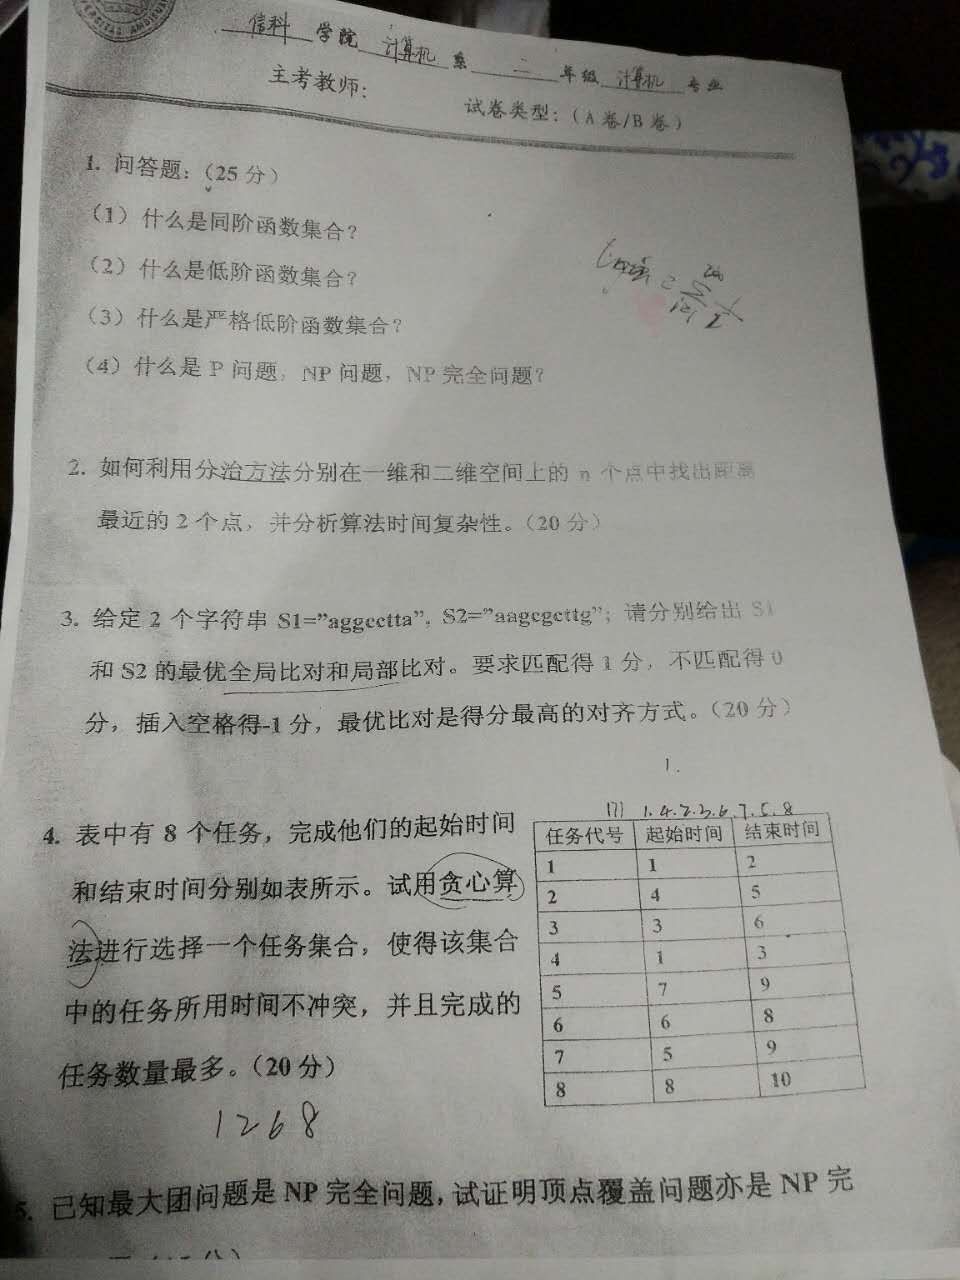 信科 学院 计算机 系 二 年级 计算机 专业
主考教师: 试卷类型:(A卷/B卷)
1. 问答题:(25分)
(1)什么是同阶函数集合?
(2)什么是低阶函数集合?
(3)什么是严格低阶函数集合?
(4)什么是 P 问题, NP 问题, NP 完全问题?
2. 如何利用分治方法分别在一维和二维空间上的 n 个点中找出距离
最近的 2 个点, 并分析算法时间复杂性。(20分)
3. 给定 2 个字符串 S1="aggcctta", S2="aagcgcttg"; 请分别给出 S1
和 S2 的最优全局比对和局部比对。要求匹配得 1 分, 不匹配得 0
分, 插入空格得-1 分, 最优比对是得分最高的对齐方式。(20分)
1.
4. 表中有 8 个任务, 完成他们的起始时间
和结束时间分别如表所示。试用贪心算
法进行选择一个任务集合, 使得该集合
中的任务所用时间不冲突, 并且完成的
任务数量最多。(20分)
1 2 6 8
1.4.2.3.6.7.5.8
任务代号 起始时间 结束时间
1 1 2
2 4 5
3 3 6
4 1 3
5 7 9
6 6 8
7 5 9
8 8 10
5. 已知最大团问题是 NP 完全问题, 试证明顶点覆盖问题亦是 NP 完